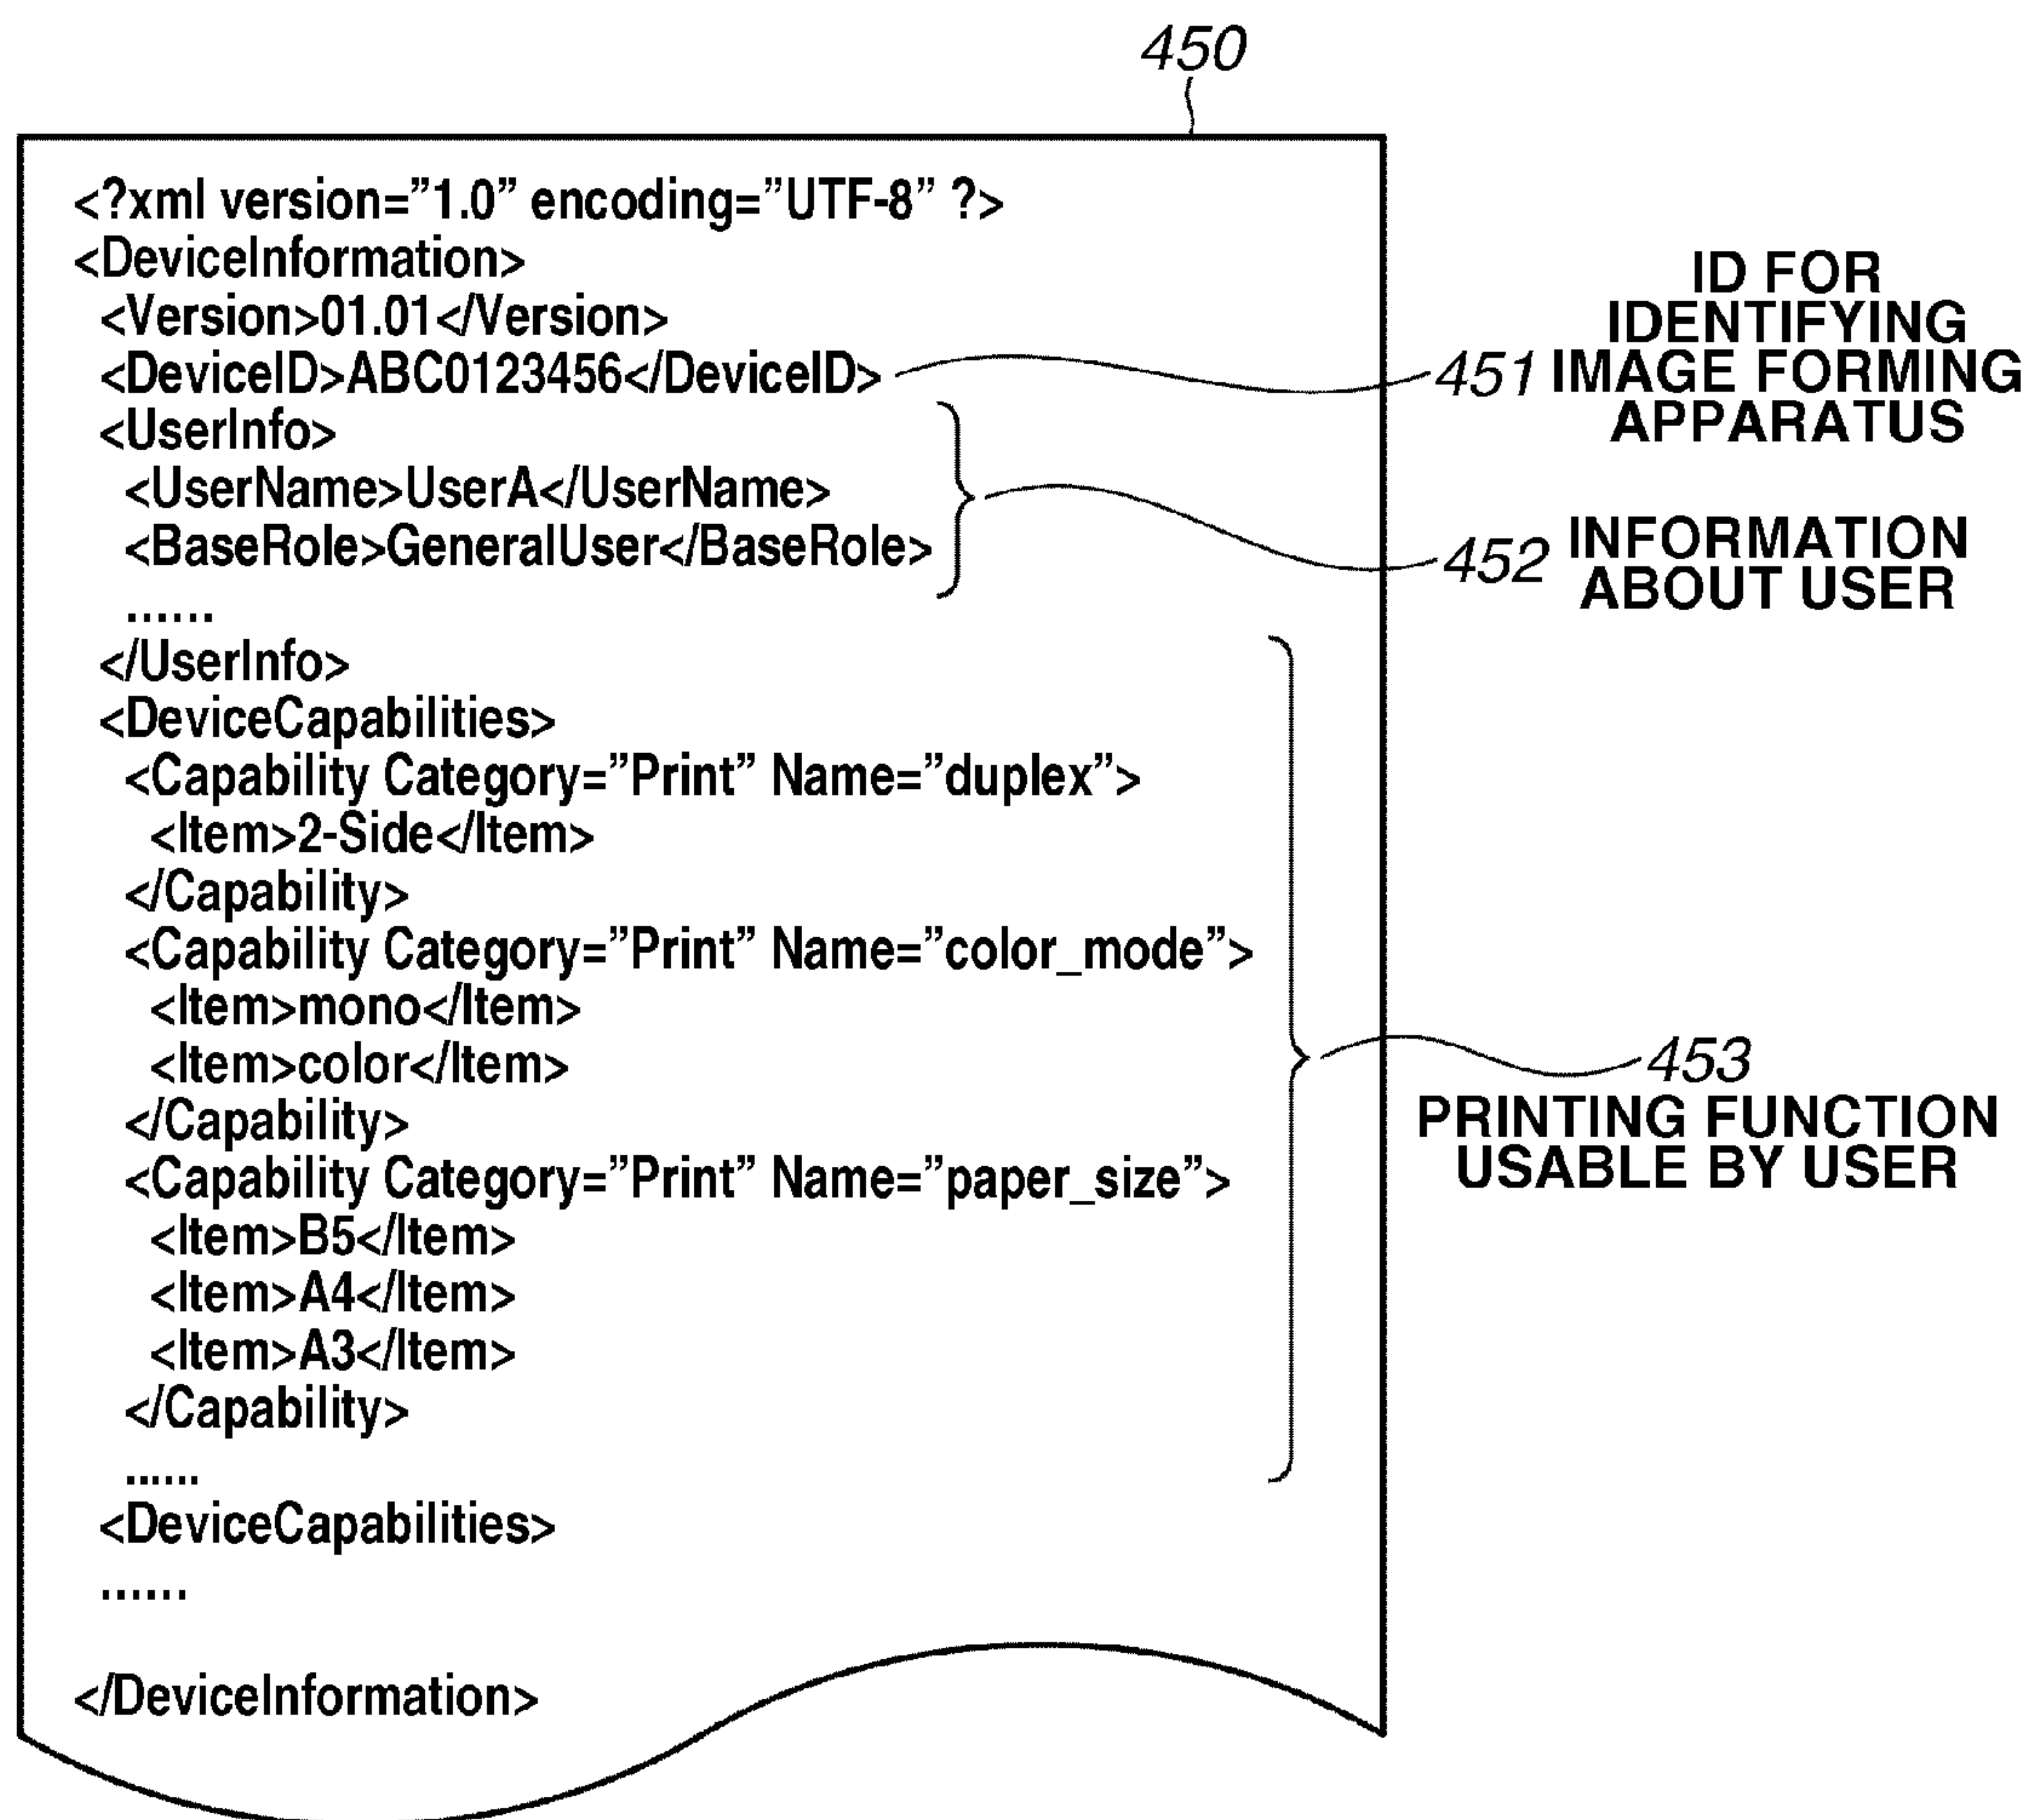 450
<?xml version=”1.0” encoding=”UTF-8” ?>
<DeviceInformation>
<Version>01.01</Version>
<DeviceID>ABC0123456</DeviceID>
<UserInfo>
<UserName>UserA</UserName>
<BaseRole>GeneralUser</BaseRole>
......
</UserInfo>
<DeviceCapabilities>
<Capability Category=”Print” Name=”duplex”>
<Item>2-Side</Item>
</Capability>
<Capability Category=”Print” Name=”color_mode”>
<Item>mono</Item>
<Item>color</Item>
</Capability>
<Capability Category=”Print” Name=”paper_size”>
<Item>B5</Item>
<Item>A4</Item>
<Item>A3</Item>
</Capability>
......
<DeviceCapabilities>
......
</DeviceInformation>
ID FOR
IDENTIFYING
451 IMAGE FORMING
APPARATUS
452 INFORMATION
ABOUT USER
453
PRINTING FUNCTION
USABLE BY USER